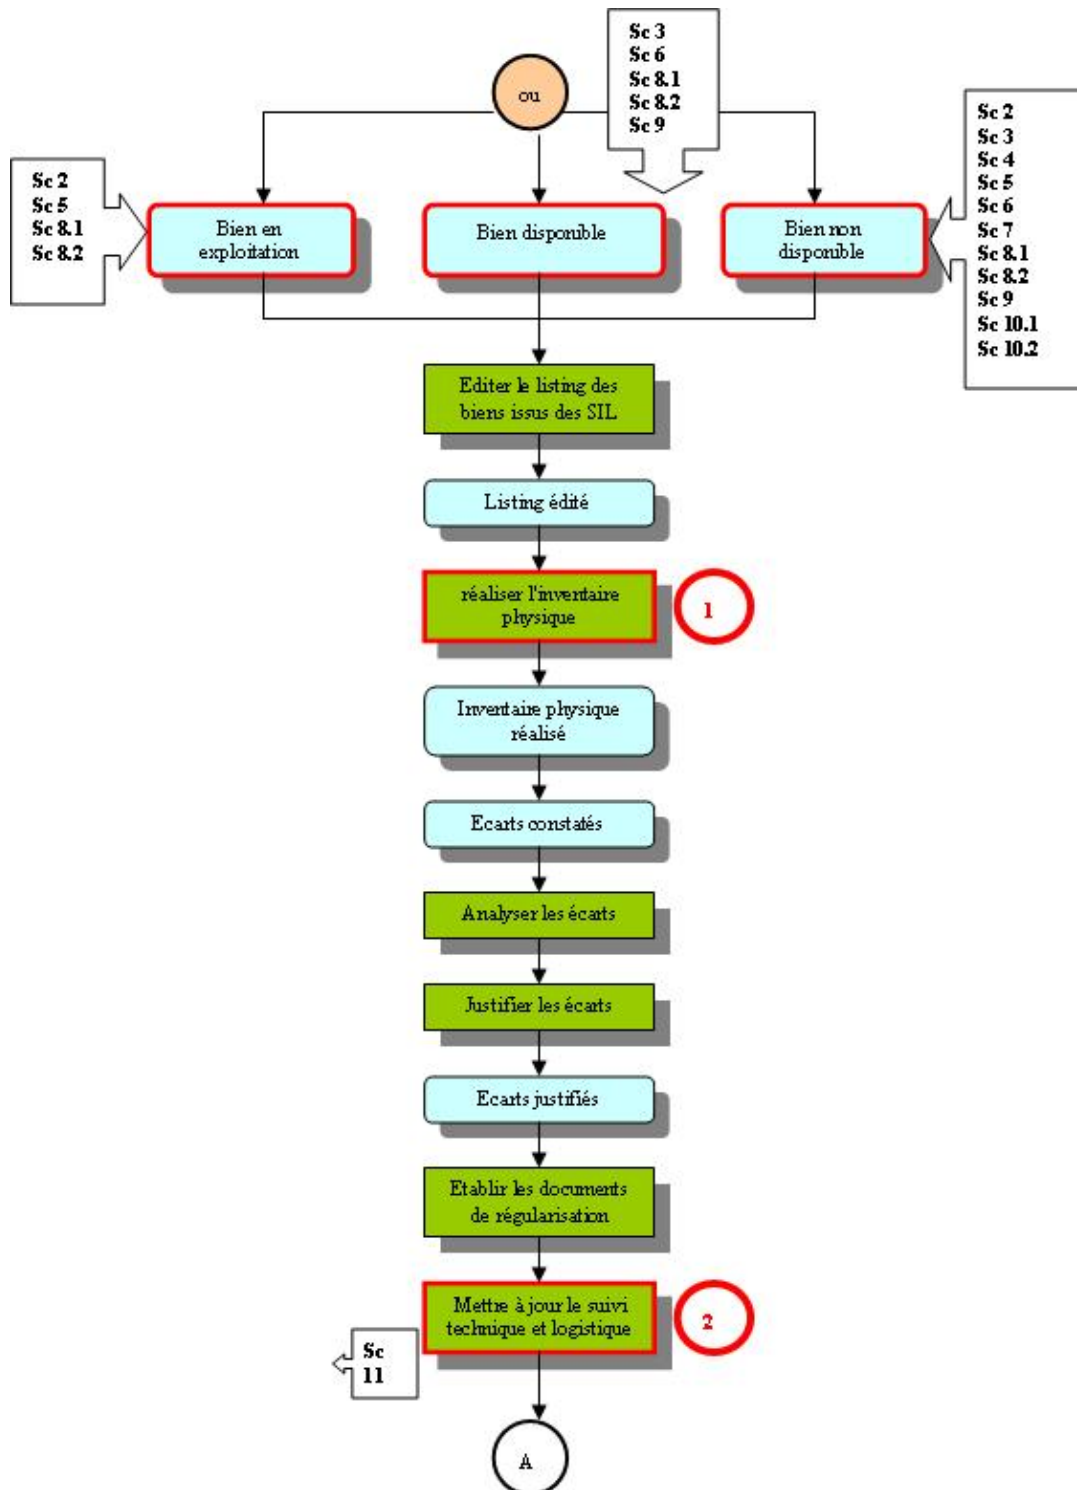 Sc 3
Sc 6
Sc 8.1
Sc 8.2
Sc 9
ou
Sc 2
Sc 3
Sc 4
Sc 5
Sc 6
Sc 7
Sc 8.1
Sc 8.2
Sc 9
Sc 10.1
Sc 10.2
Sc 2
Sc 5
Sc 8.1
Sc 8.2
Bien en
exploitation
Bien disponible
Bien non
disponible
Editer le listing des
biens issus des SIL
Listing édité
réaliser l'inventaire
physique
1
Inventaire physique
réalisé
Ecarts constatés
Analyser les écarts
Justifier les écarts
Ecarts justifiés
Etablir les documents
de régularisation
Mettre à jour le suivi
technique et logistique
2
Sc
11
A